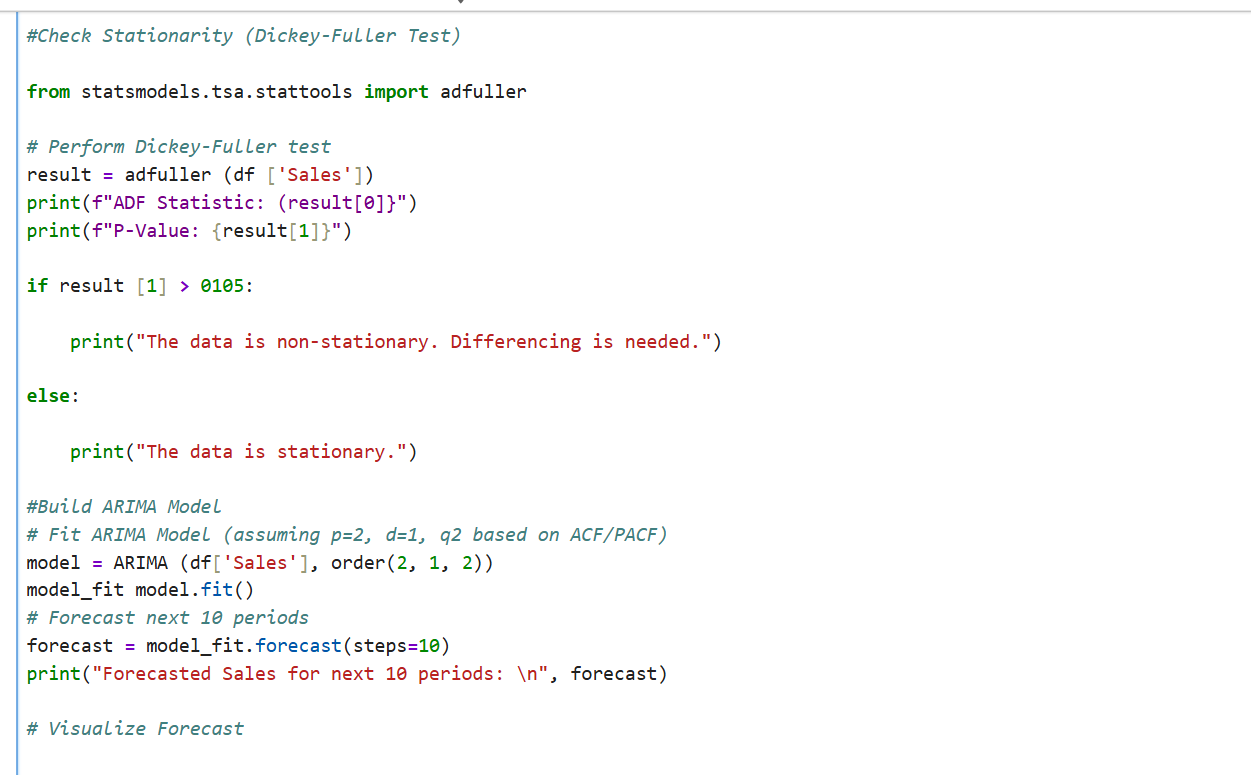 #Check Stationarity (Dickey-Fuller Test)
from statsmodels.tsa.stattools import adfuller
# Perform Dickey-Fuller test
result = adfuller (df ['Sales'])
print(f"ADF Statistic: (result[0]}")
print(f"P-Value: {result[1]}")
if result [1] > 0105:
    print("The data is non-stationary. Differencing is needed.")
else:
    print("The data is stationary.")
#Build ARIMA Model
# Fit ARIMA Model (assuming p=2, d=1, q2 based on ACF/PACF)
model = ARIMA (df['Sales'], order(2, 1, 2))
model_fit model.fit()
# Forecast next 10 periods
forecast = model_fit.forecast(steps=10)
print("Forecasted Sales for next 10 periods: \n", forecast)
# Visualize Forecast